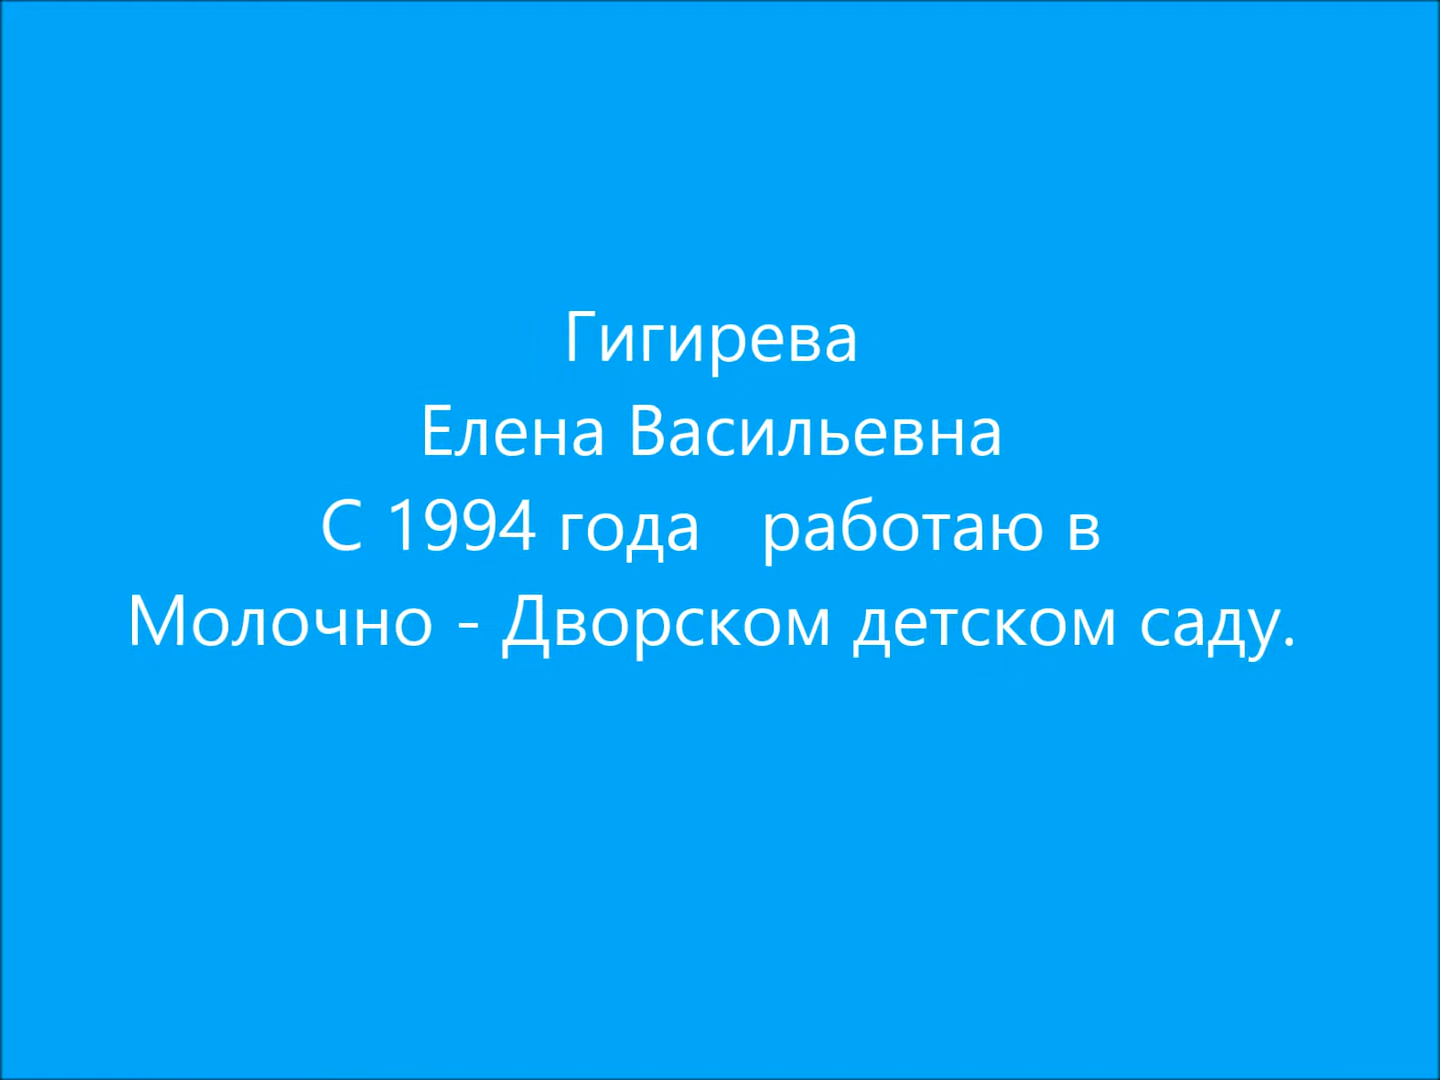 Гигирева
Елена Васильевна
С 1994 года   работаю в
Молочно - Дворском детском саду.